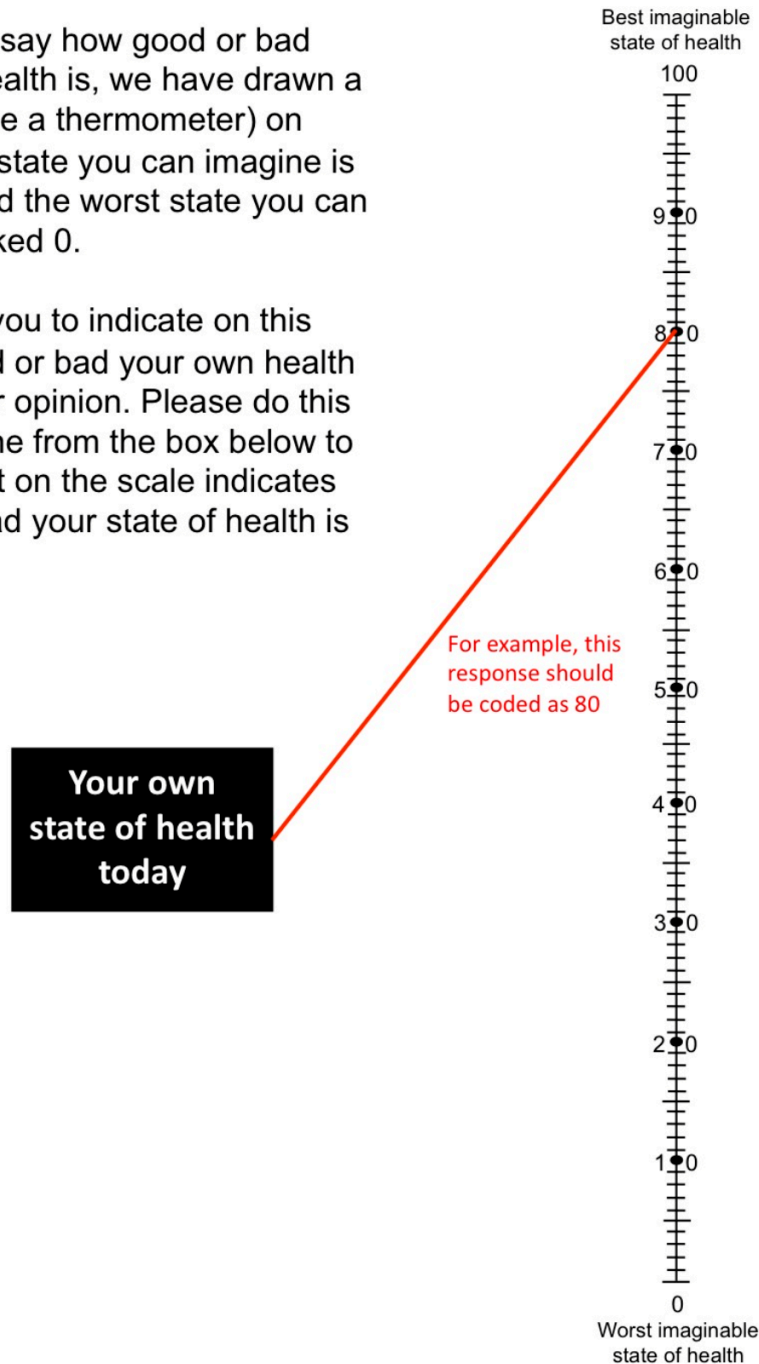 say how good or bad
ealth is, we have drawn a
e a thermometer) on
state you can imagine is
d the worst state you can
ked 0.
you to indicate on this
d or bad your own health
r opinion. Please do this
ne from the box below to
t on the scale indicates
ad your state of health is
Your own
state of health
today
For example, this
response should
be coded as 80
Best imaginable
state of health
100
90
80
70
60
50
40
30
20
10
0
Worst imaginable
state of health